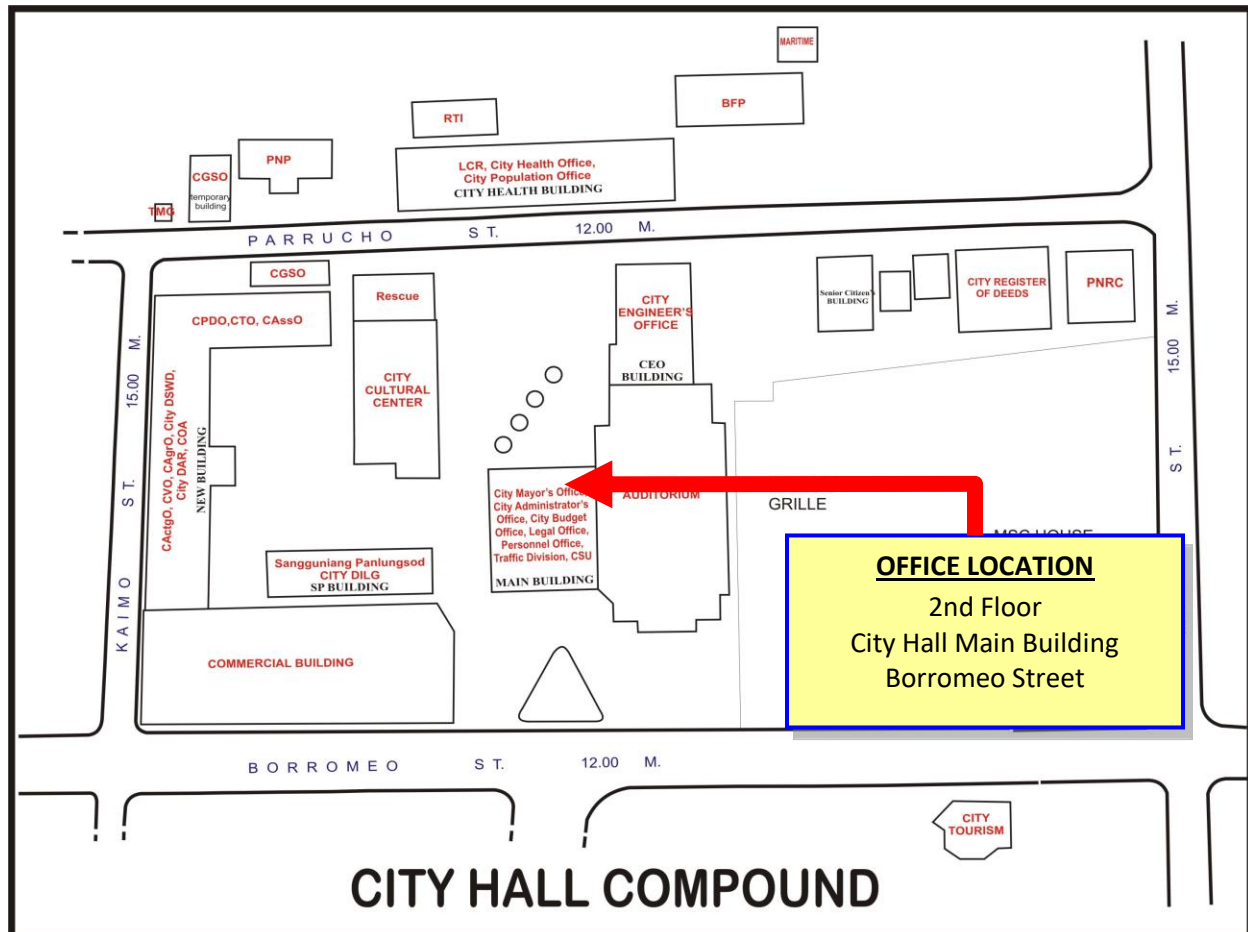 MARITIME
BFP
RTI
PNP
CGSO
temporary
building
TMG
LCR, City Health Office,
City Population Office
CITY HEALTH BUILDING
PARRUCHO ST. 12.00 M.
CGSO
CPDO,CTO, CAssO
Rescue
CITY
CULTURAL
CENTER
CITY
ENGINEER'S
OFFICE
CEO
BUILDING
Senior Citizen's
BUILDING
CITY REGISTER
OF DEEDS
PNRC
KAIMO ST. 15.00 M.
CActgO, CVO, CAgrO, City DSWD,
City DAR, COA
NEW BUILDING
ST. 15.00 M.
City Mayor's Office
City Administrator's
Office, City Budget
Office, Legal Office,
Personnel Office,
Traffic Division, CSU
MAIN BUILDING
AUDITORIUM
GRILLE
HOUSE
Sangguniang Panlungsod
CITY DILG
SP BUILDING
COMMERCIAL BUILDING
OFFICE LOCATION
2nd Floor
City Hall Main Building
Borromeo Street
BORROMEO ST. 12.00 M.
CITY
TOURISM
CITY HALL COMPOUND